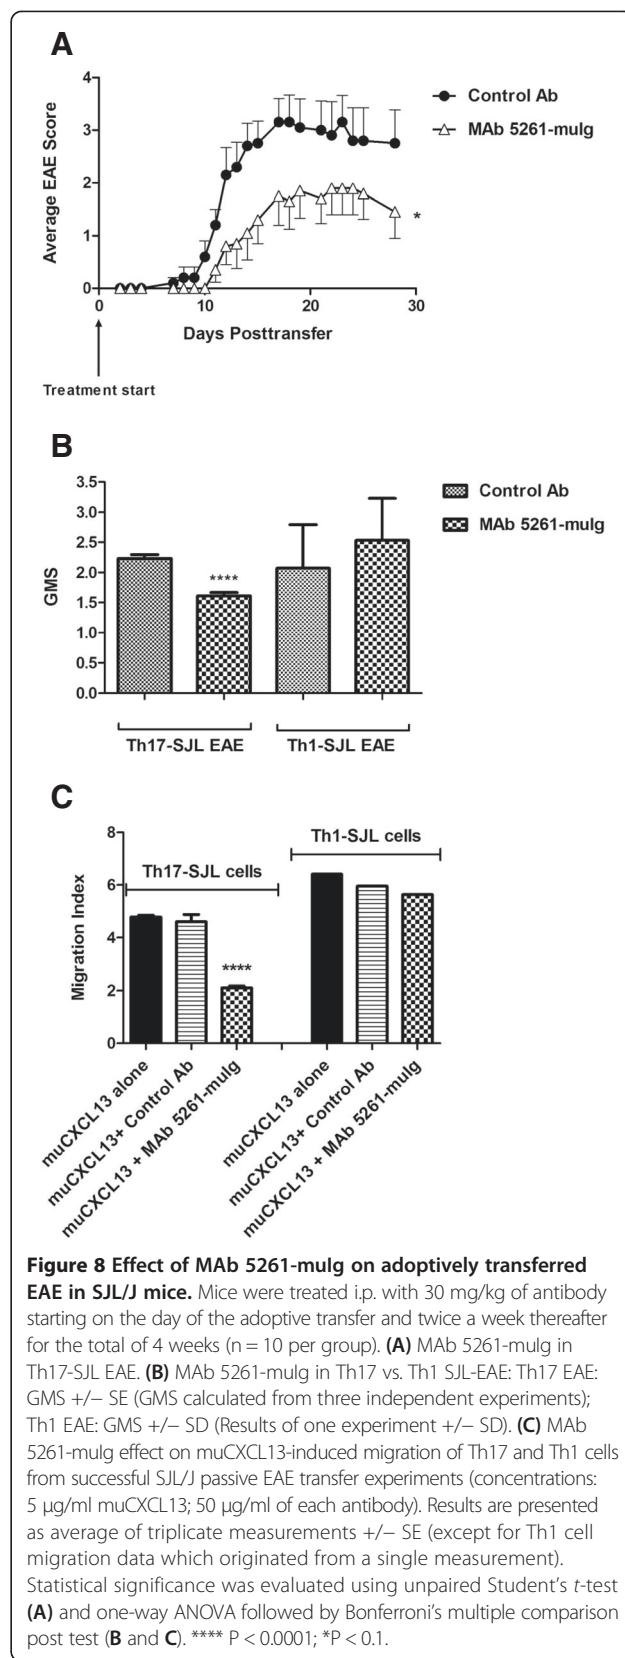 A
4
3
2
1
0
Average EAE Score
0
10
20
30
Days Posttransfer
Treatment start
Control Ab
MAb 5261-muIg
*
B
3.5
3.0
2.5
2.0
1.5
1.0
0.5
0.0
GMS
****
Th17-SJL EAE
Th1-SJL EAE
Control Ab
MAb 5261-muIg
C
8
6
4
2
0
Migration Index
Th17-SJL cells
Th1-SJL cells
****
muCXCL13 alone
muCXCL13+ Control Ab
muCXCL13 + MAb 5261-muIg
muCXCL13 alone
muCXCL13+ Control Ab
muCXCL13 + MAb 5261-muIg
Figure 8 Effect of MAb 5261-muIg on adoptively transferred
EAE in SJL/J mice. Mice were treated i.p. with 30 mg/kg of antibody
starting on the day of the adoptive transfer and twice a week thereafter
for the total of 4 weeks (n = 10 per group). (A) MAb 5261-muIg in
Th17-SJL EAE. (B) MAb 5261-muIg in Th17 vs. Th1 SJL-EAE: Th17 EAE:
GMS +/− SE (GMS calculated from three independent experiments);
Th1 EAE: GMS +/− SD (Results of one experiment +/− SD). (C) MAb
5261-muIg effect on muCXCL13-induced migration of Th17 and Th1 cells
from successful SJL/J passive EAE transfer experiments (concentrations:
5 μg/ml muCXCL13; 50 μg/ml of each antibody). Results are presented
as average of triplicate measurements +/− SE (except for Th1 cell
migration data which originated from a single measurement).
Statistical significance was evaluated using unpaired Student's t-test
(A) and one-way ANOVA followed by Bonferroni's multiple comparison
post test (B and C). **** P < 0.0001; *P < 0.1.